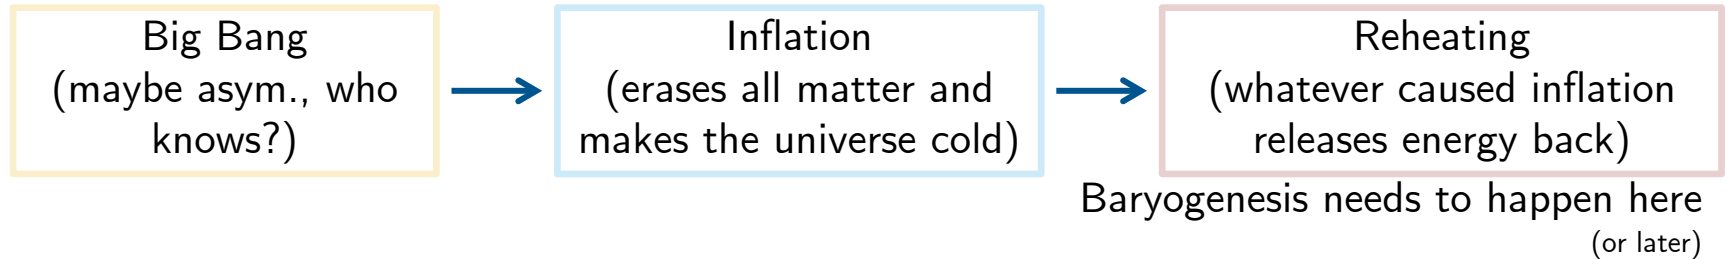 Big Bang
(maybe asym., who
knows?)
Inflation
(erases all matter and
makes the universe cold)
Reheating
(whatever caused inflation
releases energy back)
Baryogenesis needs to happen here
(or later)